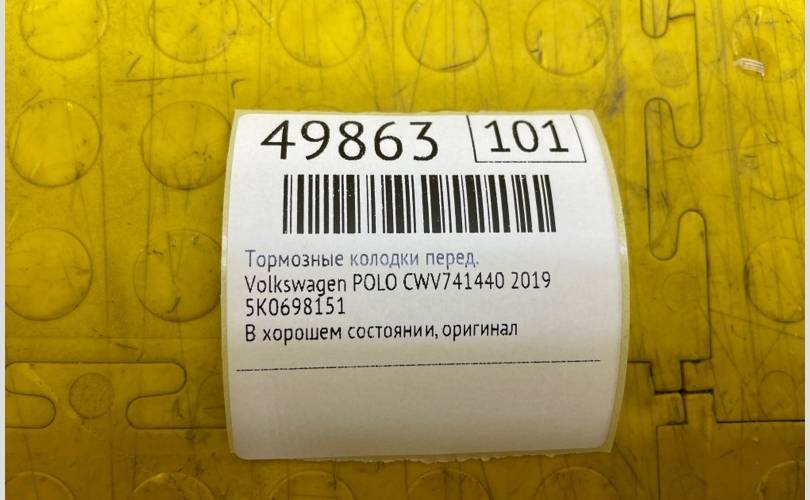 49863 101
Тормозные колодки перед.
Volkswagen POLO CWV741440 2019
5K0698151
В хорошем состоянии, оригинал